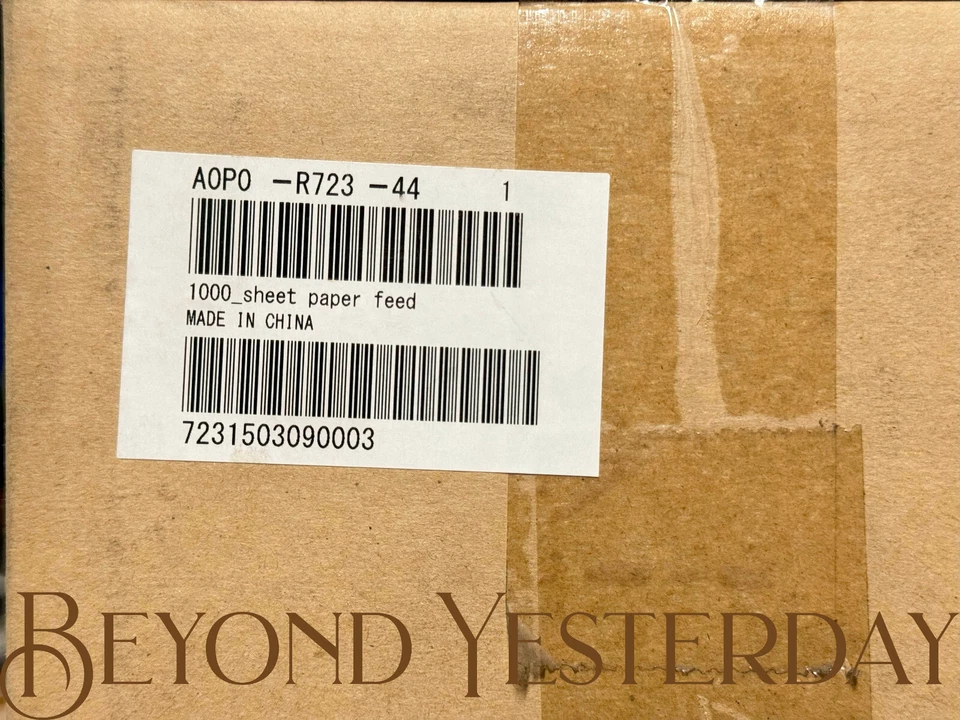 A0P0 -R723 -44 1
1000_sheet paper feed
MADE IN CHINA
7231503090003
BEYOND YESTERDAY